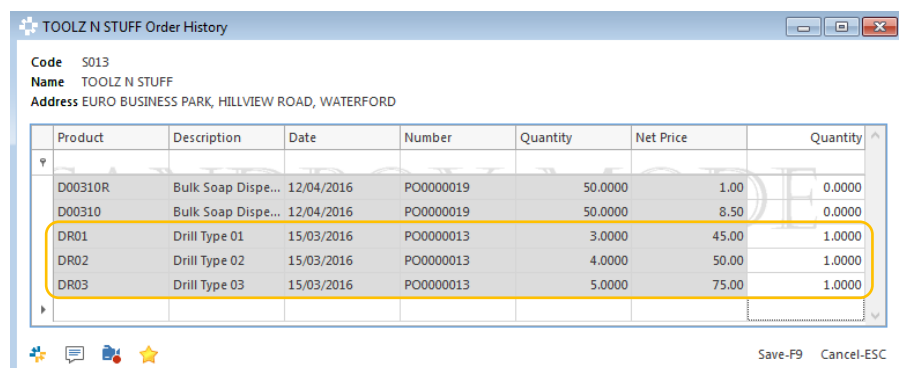 TOOLZ N STUFF Order History
Code S013
Name TOOLZ N STUFF
Address EURO BUSINESS PARK, HILLVIEW ROAD, WATERFORD
Product Description Date Number Quantity Net Price Quantity
SANDBOX MODE
D00310R Bulk Soap Dispe... 12/04/2016 PO0000019 50.0000 1.00 0.0000
D00310 Bulk Soap Dispe... 12/04/2016 PO0000019 50.0000 8.50 0.0000
DR01 Drill Type 01 15/03/2016 PO0000013 3.0000 45.00 1.0000
DR02 Drill Type 02 15/03/2016 PO0000013 4.0000 50.00 1.0000
DR03 Drill Type 03 15/03/2016 PO0000013 5.0000 75.00 1.0000
Save-F9 Cancel-ESC